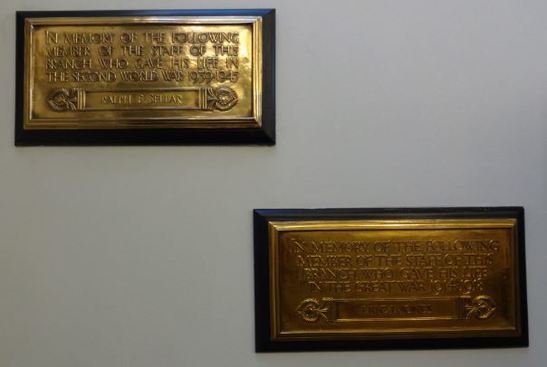 IN MEMORY OF THE FOLLOWING
MEMBER OF THE STAFF OF THIS
BRANCH WHO GAVE HIS LIFE IN
THE SECOND WORLD WAR 1939-1945
RALPH E. SELLAR
IN MEMORY OF THE FOLLOWING
MEMBER OF THE STAFF OF THIS
BRANCH WHO GAVE HIS LIFE
IN THE GREAT WAR 1914-1918